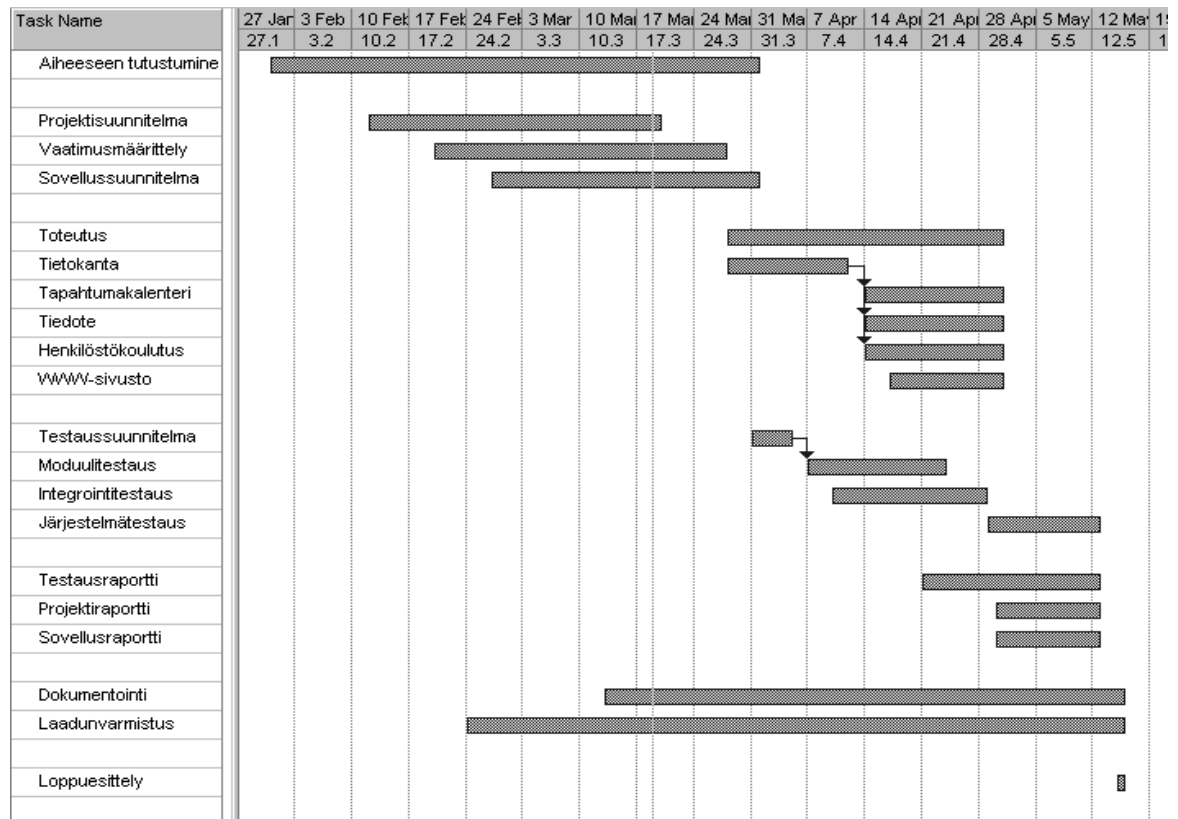 Task Name 27 Jar 3 Feb 10 Feb 17 Feb 24 Feb 3 Mar 10 Mar 17 Mar 24 Mar 31 Ma 7 Apr 14 Apr 21 Apr 28 Apr 5 May 12 May 1
27.1 3.2 10.2 17.2 24.2 3.3 10.3 17.3 24.3 31.3 7.4 14.4 21.4 28.4 5.5 12.5 1
Aiheeseen tutustumine
Projektisuunnitelma
Vaatimusmäärittely
Sovellussuunnitelma
Toteutus
Tietokanta
Tapahtumakalenteri
Tiedote
Henkilöstökoulutus
WWW-sivusto
Testaussuunnitelma
Moduulitestaus
Integrointitestaus
Järjestelmätestaus
Testausraportti
Projektiraportti
Sovellusraportti
Dokumentointi
Laadunvarmistus
Loppuesittely